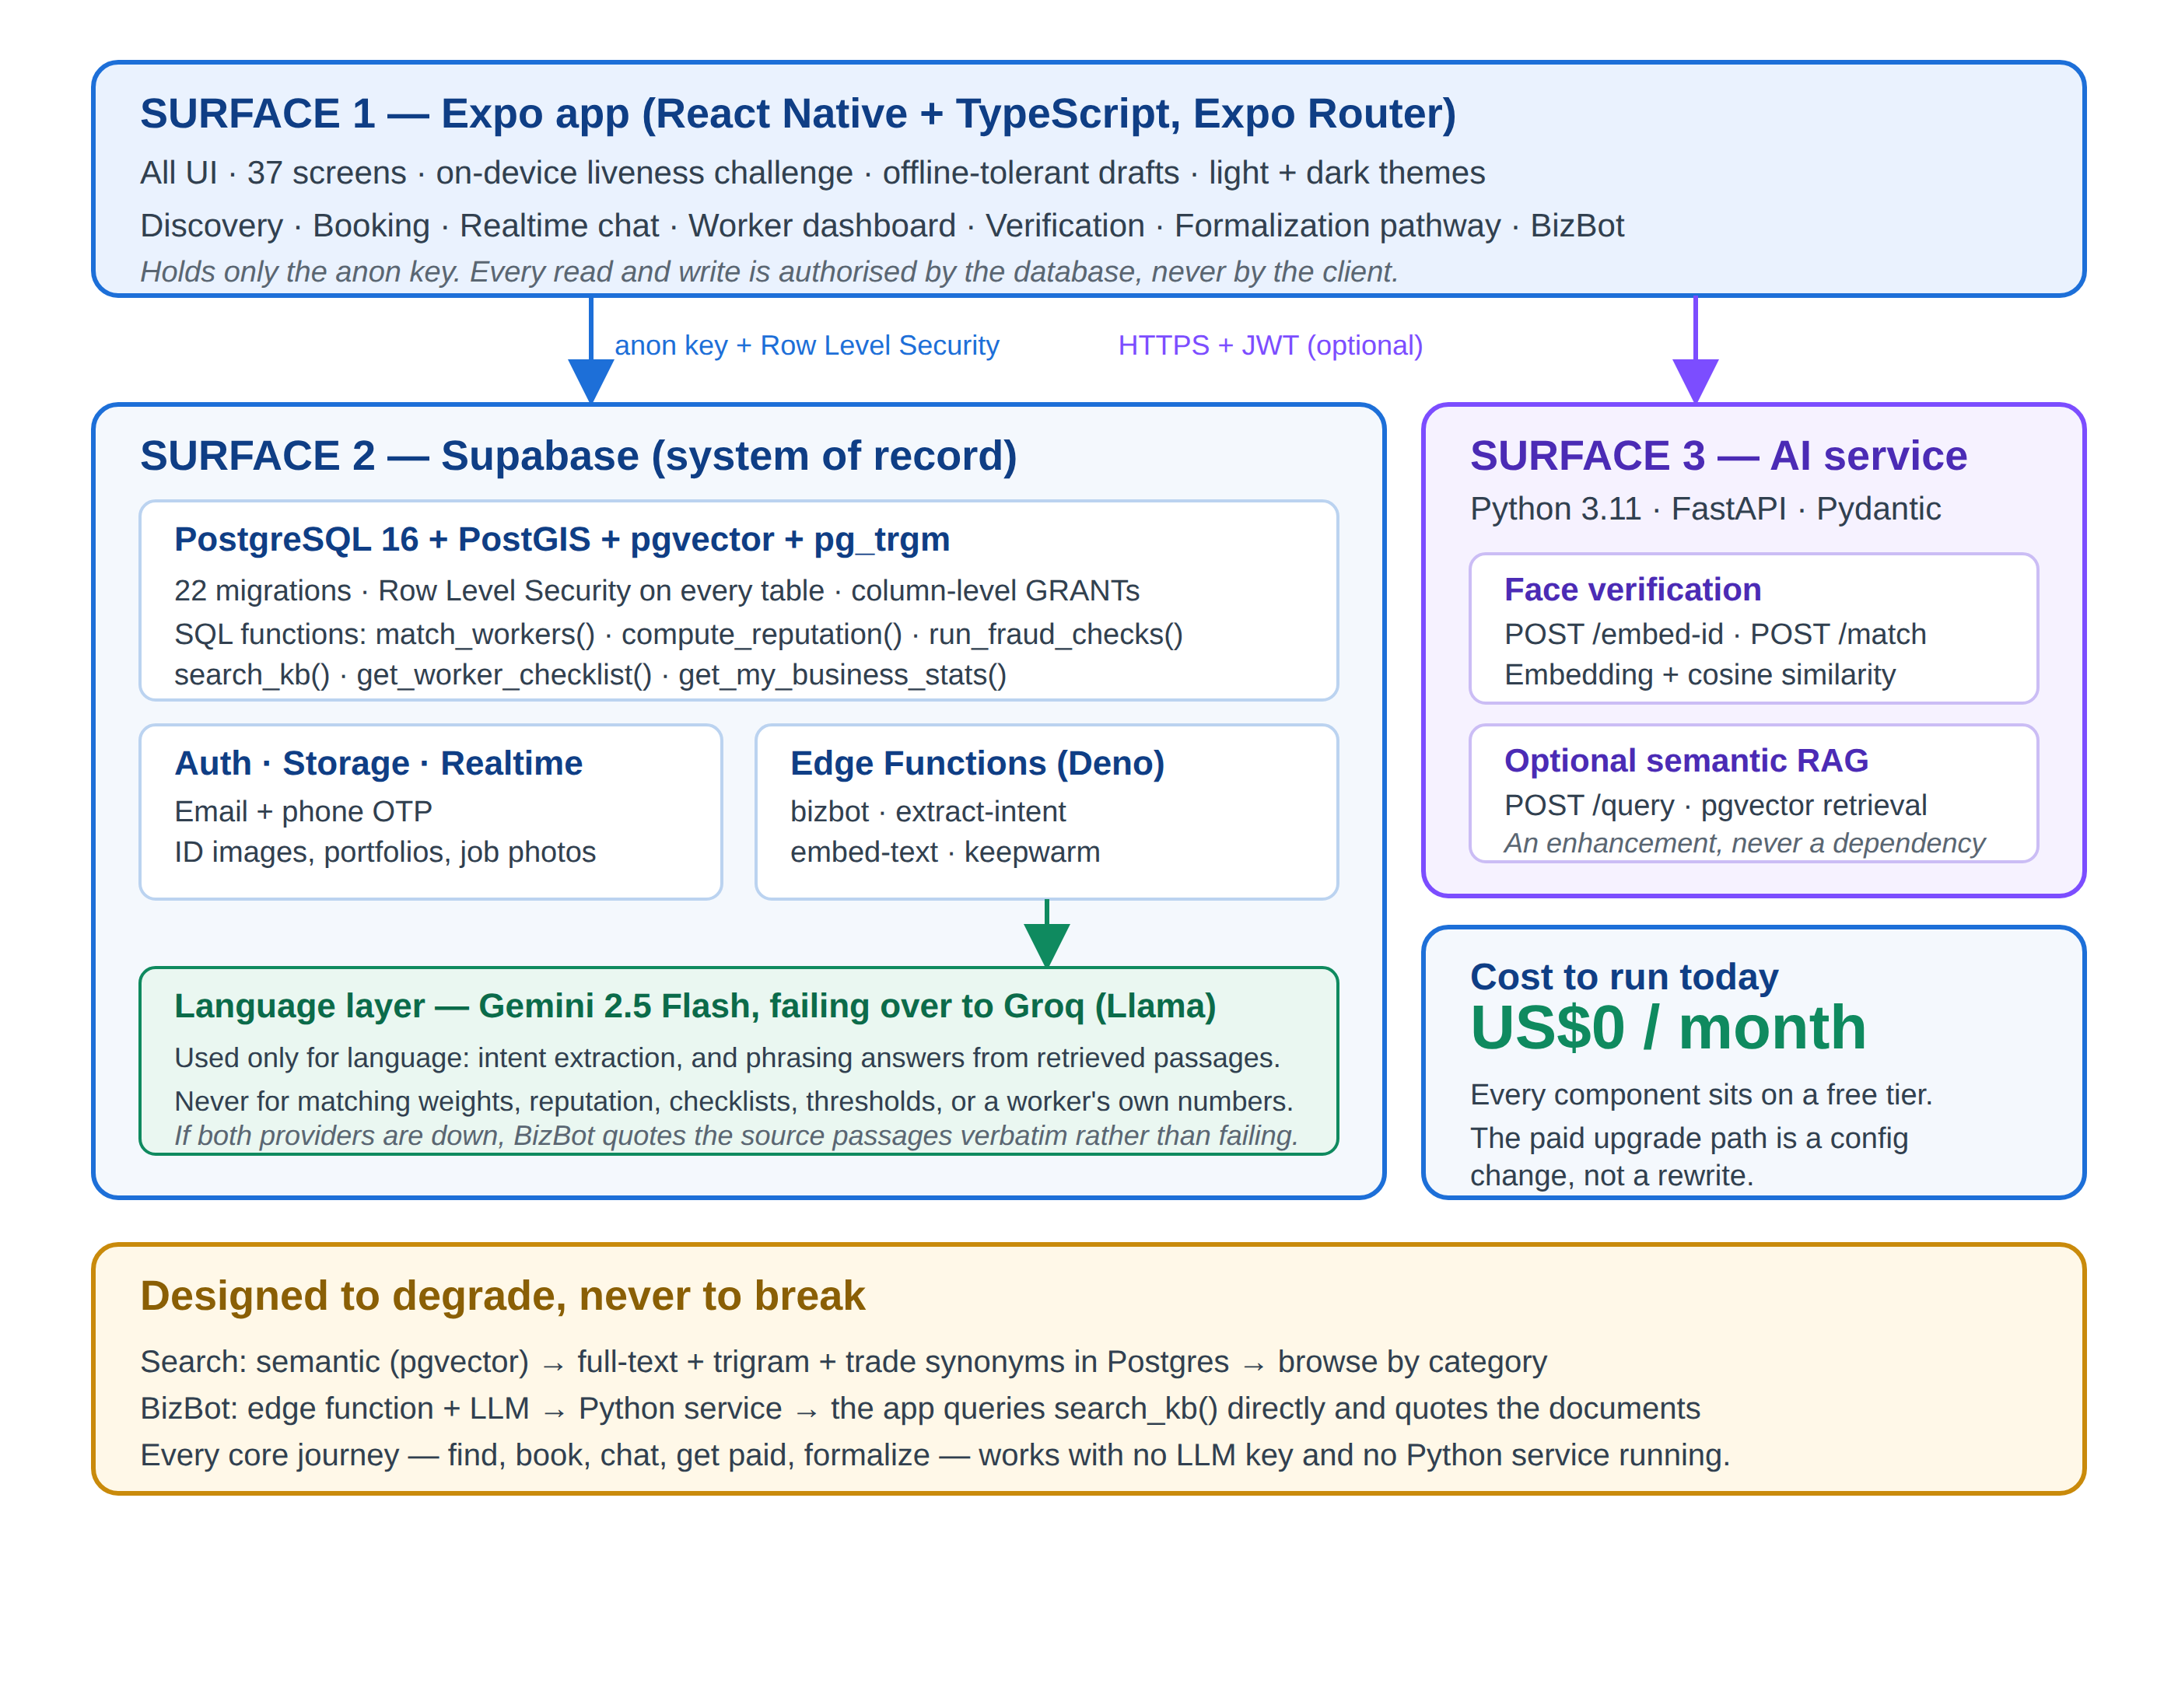 SURFACE 1 — Expo app (React Native + TypeScript, Expo Router)
All UI · 37 screens · on-device liveness challenge · offline-tolerant drafts · light + dark themes
Discovery · Booking · Realtime chat · Worker dashboard · Verification · Formalization pathway · BizBot
Holds only the anon key. Every read and write is authorised by the database, never by the client.
anon key + Row Level Security
HTTPS + JWT (optional)
SURFACE 2 — Supabase (system of record)
PostgreSQL 16 + PostGIS + pgvector + pg_trgm
22 migrations · Row Level Security on every table · column-level GRANTs
SQL functions: match_workers() · compute_reputation() · run_fraud_checks()
search_kb() · get_worker_checklist() · get_my_business_stats()
Auth · Storage · Realtime
Email + phone OTP
ID images, portfolios, job photos
Edge Functions (Deno)
bizbot · extract-intent
embed-text · keepwarm
Language layer — Gemini 2.5 Flash, failing over to Groq (Llama)
Used only for language: intent extraction, and phrasing answers from retrieved passages.
Never for matching weights, reputation, checklists, thresholds, or a worker's own numbers.
If both providers are down, BizBot quotes the source passages verbatim rather than failing.
SURFACE 3 — AI service
Python 3.11 · FastAPI · Pydantic
Face verification
POST /embed-id · POST /match
Embedding + cosine similarity
Optional semantic RAG
POST /query · pgvector retrieval
An enhancement, never a dependency
Cost to run today
US$0 / month
Every component sits on a free tier.
The paid upgrade path is a config
change, not a rewrite.
Designed to degrade, never to break
Search: semantic (pgvector) → full-text + trigram + trade synonyms in Postgres → browse by category
BizBot: edge function + LLM → Python service → the app queries search_kb() directly and quotes the documents
Every core journey — find, book, chat, get paid, formalize — works with no LLM key and no Python service running.